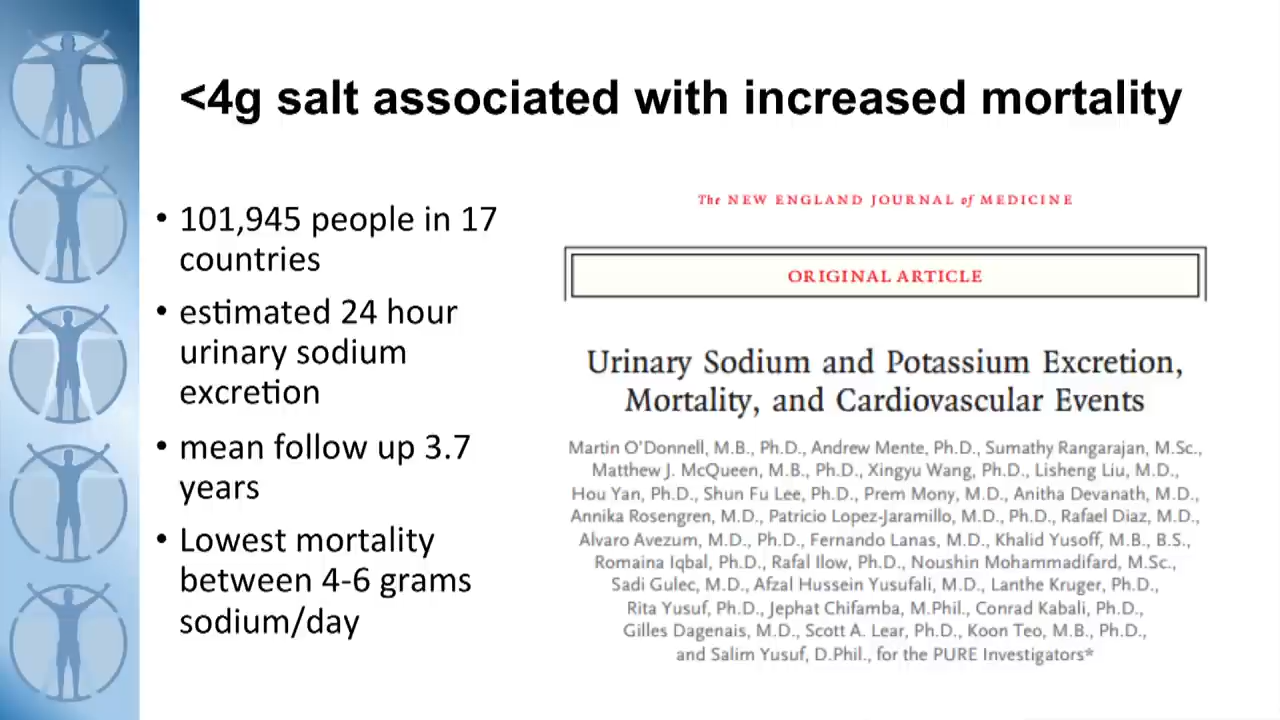 <4g salt associated with increased mortality
• 101,945 people in 17
countries
• estimated 24 hour
urinary sodium
excretion
• mean follow up 3.7
years
• Lowest mortality
between 4-6 grams
sodium/day
The NEW ENGLAND JOURNAL of MEDICINE
ORIGINAL ARTICLE
Urinary Sodium and Potassium Excretion,
Mortality, and Cardiovascular Events
Martin O'Donnell, M.B., Ph.D., Andrew Mente, Ph.D., Sumathy Rangarajan, M.Sc.,
Matthew J. McQueen, M.B., Ph.D., Xingyu Wang, Ph.D., Lisheng Liu, M.D.,
Hou Yan, Ph.D., Shun Fu Lee, Ph.D., Prem Mony, M.D., Anitha Devanath, M.D.,
Annika Rosengren, M.D., Patricio Lopez-Jaramillo, M.D., Ph.D., Rafael Diaz, M.D.,
Alvaro Avezum, M.D., Ph.D., Fernando Lanas, M.D., Khalid Yusoff, M.B., B.S.,
Romaina Iqbal, Ph.D., Rafal Ilow, Ph.D., Noushin Mohammadifard, M.Sc.,
Sadi Gulec, M.D., Afzal Hussein Yusufali, M.D., Lanthe Kruger, Ph.D.,
Rita Yusuf, Ph.D., Jephat Chifamba, M.Phil., Conrad Kabali, Ph.D.,
Gilles Dagenais, M.D., Scott A. Lear, Ph.D., Koon Teo, M.B., Ph.D.,
and Salim Yusuf, D.Phil., for the PURE Investigators*